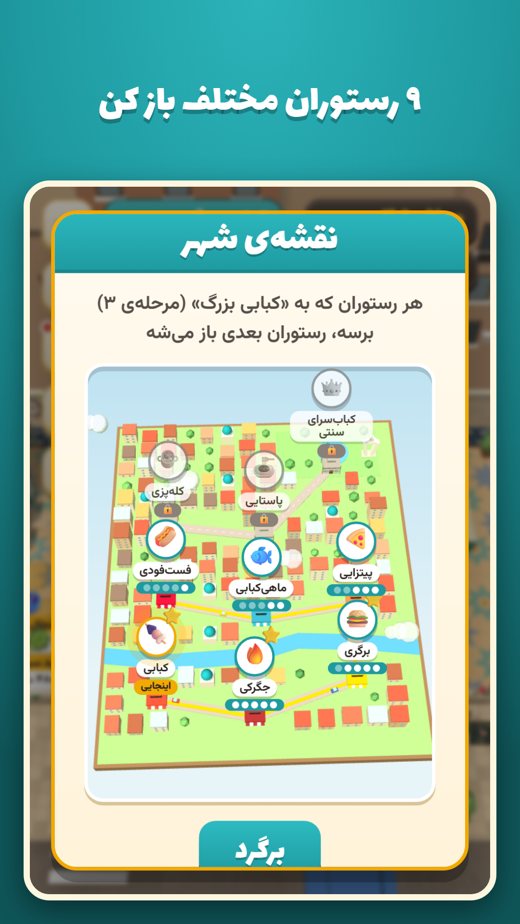 ۹ رستوران مختلف باز کن
نقشه‌ی شهر
هر رستوران که به «کبابی بزرگ» (مرحله‌ی ۳)
برسه، رستوران بعدی باز می‌شه
کباب‌سرای
سنتی
کله‌پزی
پاستایی
فست‌فودی
ماهی‌کبابی
پیتزایی
کبابی
اینجایی
جگرکی
برگری
برگرد